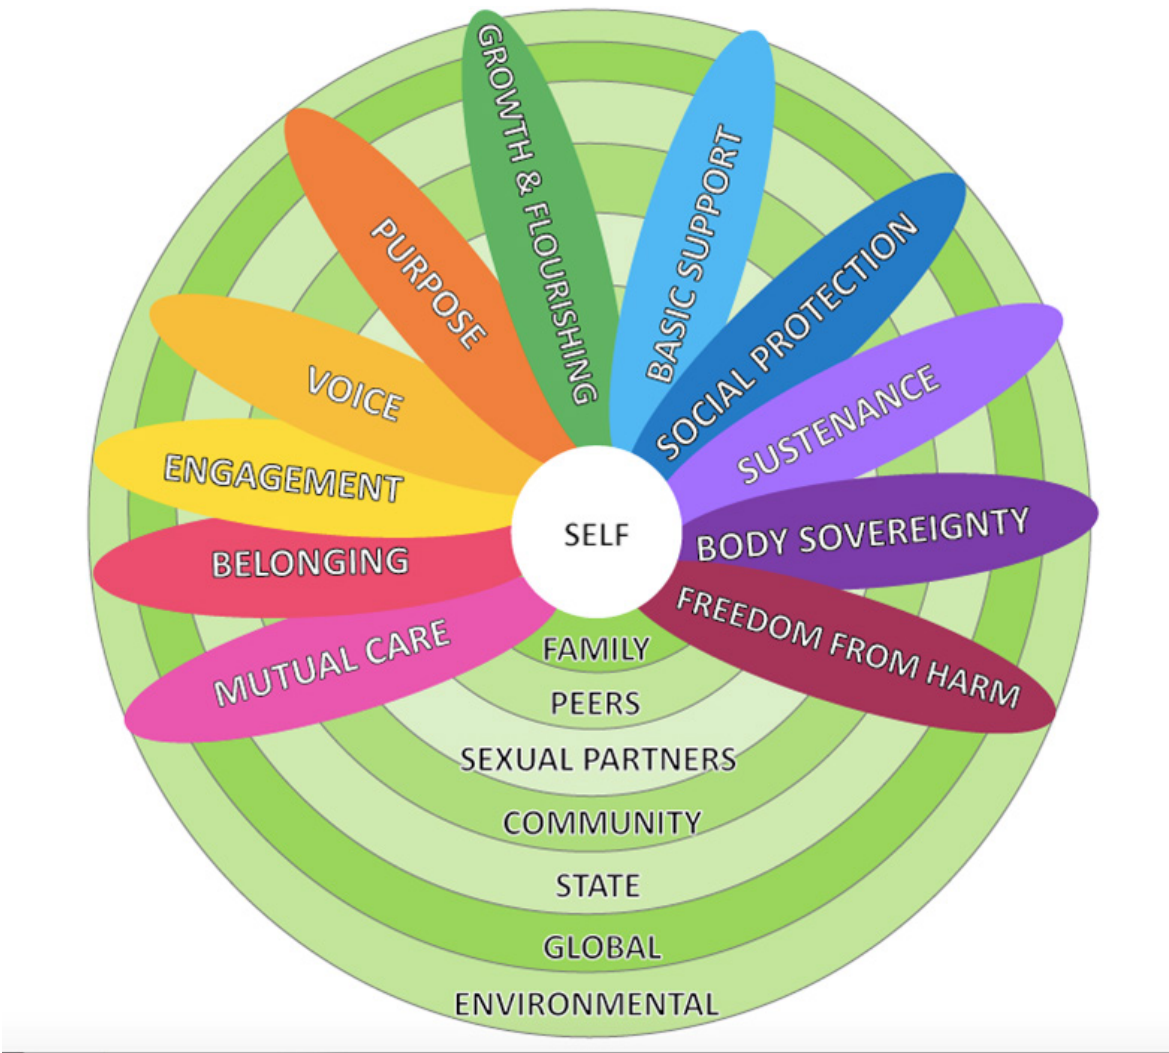 GROWTH & FLOURISHING
BASIC SUPPORT
PURPOSE
SOCIAL PROTECTION
VOICE
SUSTENANCE
ENGAGEMENT
BODY SOVEREIGNTY
BELONGING
SELF
MUTUAL CARE
FREEDOM FROM HARM
FAMILY
PEERS
SEXUAL PARTNERS
COMMUNITY
STATE
GLOBAL
ENVIRONMENTAL